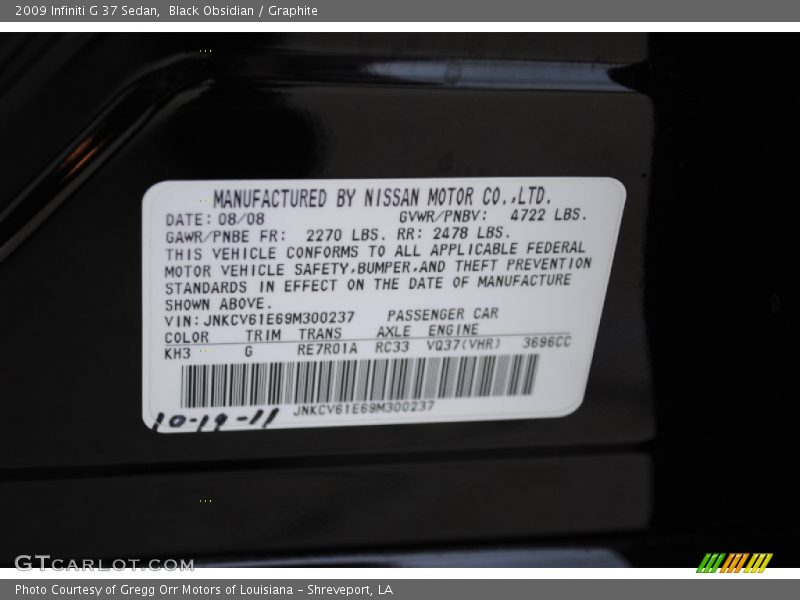 2009 Infiniti G 37 Sedan, Black Obsidian / Graphite
MANUFACTURED BY NISSAN MOTOR CO.,LTD.
DATE: 08/08 GVWR/PNBV: 4722 LBS.
GAWR/PNBE FR: 2270 LBS. RR: 2478 LBS.
THIS VEHICLE CONFORMS TO ALL APPLICABLE FEDERAL
MOTOR VEHICLE SAFETY,BUMPER,AND THEFT PREVENTION
STANDARDS IN EFFECT ON THE DATE OF MANUFACTURE
SHOWN ABOVE.
VIN: JNKCV61E69M300237 PASSENGER CAR
COLOR TRIM TRANS AXLE ENGINE
KH3 G RE7R01A RC33 VQ37(VHR) 3696CC
JNKCV61E69M300237
10-19-11
GTCARLOT.COM
Photo Courtesy of Gregg Orr Motors of Louisiana - Shreveport, LA